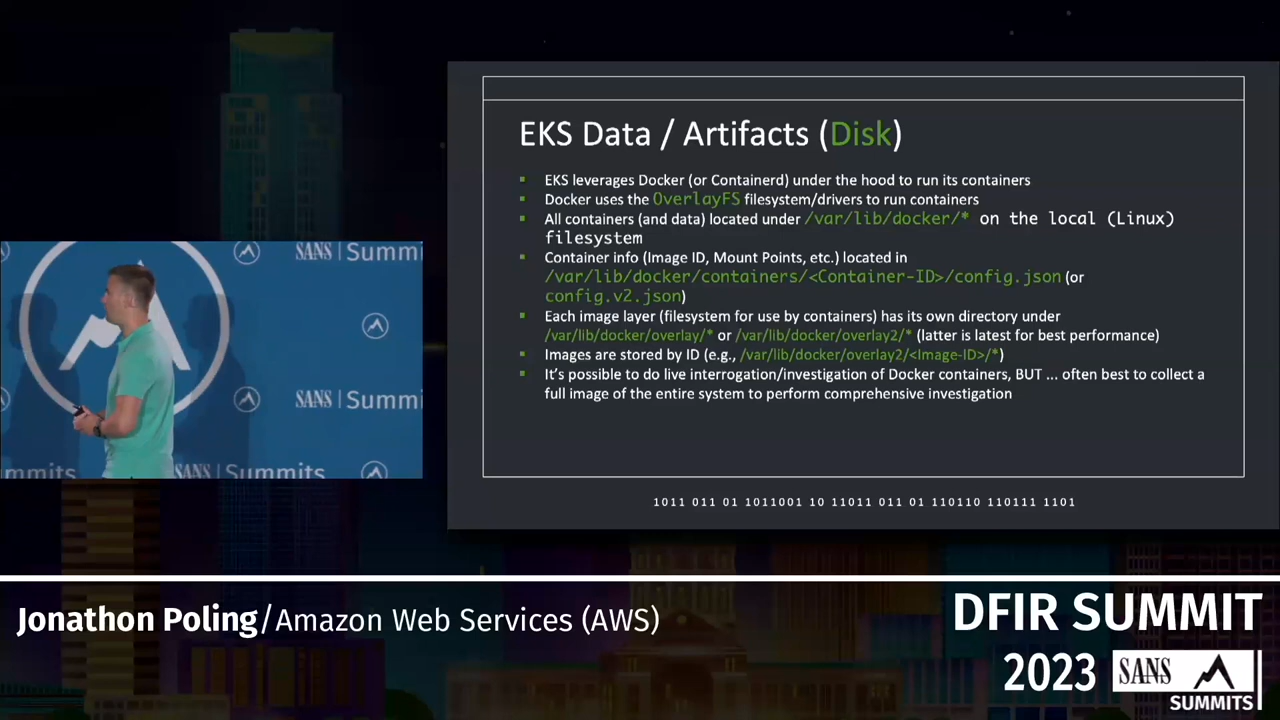 EKS Data / Artifacts (Disk)
EKS leverages Docker (or Containerd) under the hood to run its containers
Docker uses the OverlayFS filesystem/drivers to run containers
All containers (and data) located under /var/lib/docker/* on the local (Linux)
filesystem
Container info (Image ID, Mount Points, etc.) located in
/var/lib/docker/containers/<Container-ID>/config.json (or
config.v2.json)
Each image layer (filesystem for use by containers) has its own directory under
/var/lib/docker/overlay/* or /var/lib/docker/overlay2/* (latter is latest for best performance)
Images are stored by ID (e.g., /var/lib/docker/overlay2/<Image-ID>/*)
It's possible to do live interrogation/investigation of Docker containers, BUT ... often best to collect a
full image of the entire system to perform comprehensive investigation
1011 011 01 1011001 10 11011 011 01 110110 110111 1101
SANS | Summi
SANS | Summi
mmits
SANS | Summits
Jonathon Poling/Amazon Web Services (AWS)
DFIR SUMMIT
2023
SANS
SUMMITS